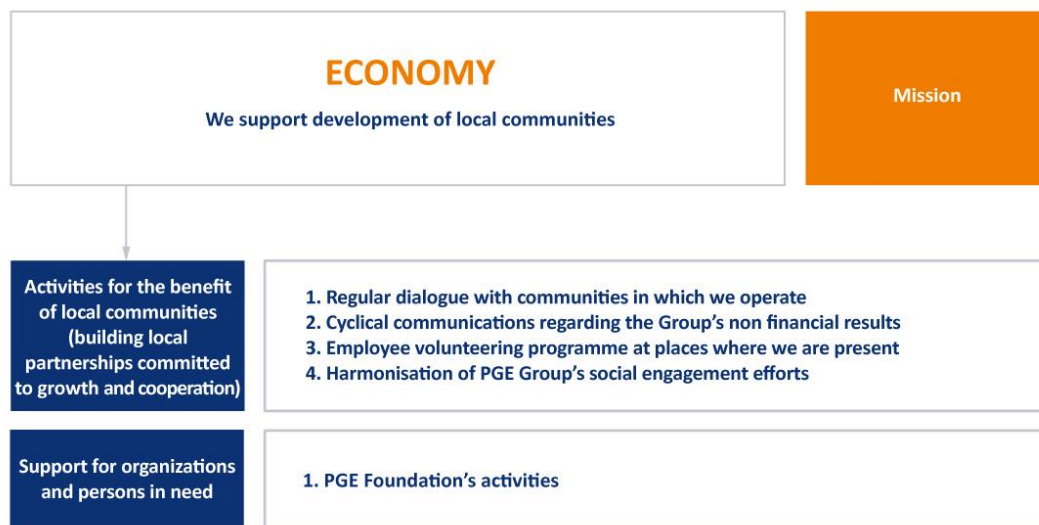 ECONOMY
We support development of local communities
Mission
Activities for the benefit
of local communities
(building local
partnerships committed
to growth and cooperation)
1. Regular dialogue with communities in which we operate
2. Cyclical communications regarding the Group's non financial results
3. Employee volunteering programme at places where we are present
4. Harmonisation of PGE Group's social engagement efforts
Support for organizations
and persons in need
1. PGE Foundation's activities